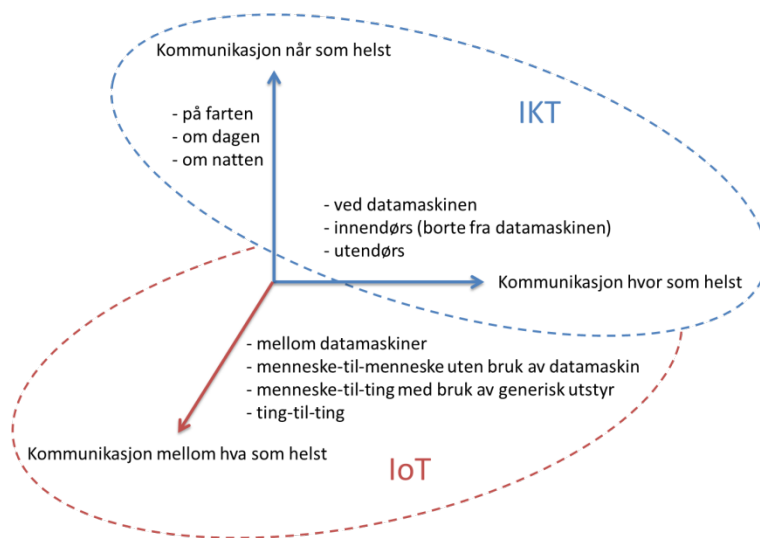 Kommunikasjon når som helst
- på farten
- om dagen
- om natten
IKT
- ved datamaskinen
- innendørs (borte fra datamaskinen)
- utendørs
Kommunikasjon hvor som helst
- mellom datamaskiner
- menneske-til-menneske uten bruk av datamaskin
- menneske-til-ting med bruk av generisk utstyr
- ting-til-ting
Kommunikasjon mellom hva som helst
IoT